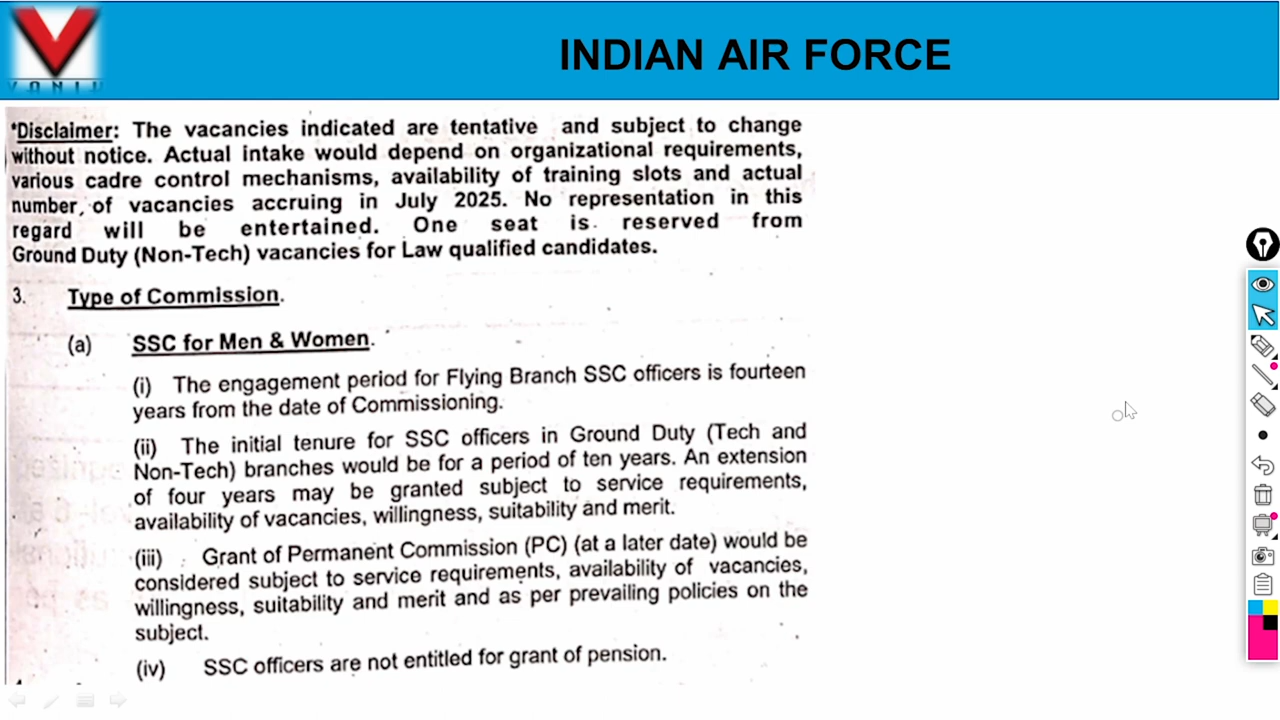 INDIAN AIR FORCE
VANIJ
*Disclaimer: The vacancies indicated are tentative and subject to change
without notice. Actual intake would depend on organizational requirements,
various cadre control mechanisms, availability of training slots and actual
number of vacancies accruing in July 2025. No representation in this
regard will be entertained. One seat is reserved from
Ground Duty (Non-Tech) vacancies for Law qualified candidates.
3. Type of Commission.
(a) SSC for Men & Women.
(i) The engagement period for Flying Branch SSC officers is fourteen
years from the date of Commissioning.
(ii) The initial tenure for SSC officers in Ground Duty (Tech and
Non-Tech) branches would be for a period of ten years. An extension
of four years may be granted subject to service requirements,
availability of vacancies, willingness, suitability and merit.
(iii) Grant of Permanent Commission (PC) (at a later date) would be
considered subject to service requirements, availability of vacancies,
willingness, suitability and merit and as per prevailing policies on the
subject.
(iv) SSC officers are not entitled for grant of pension.